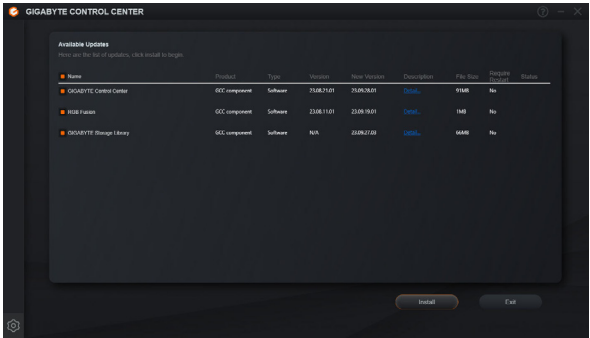 GIGABYTE CONTROL CENTER
Available Updates
Here are the list of updates, click install to begin.
Name Product Type Version New Version Description File Size Require Restart Status
GIGABYTE Control Center GCC component Software 23.08.21.01 23.09.28.01 Detail... 91MB No
RGB Fusion GCC component Software 23.08.11.01 23.09.19.01 Detail... 1MB No
GIGABYTE Storage Library GCC component Software N/A 23.09.27.03 Detail... 66MB No
Install Exit